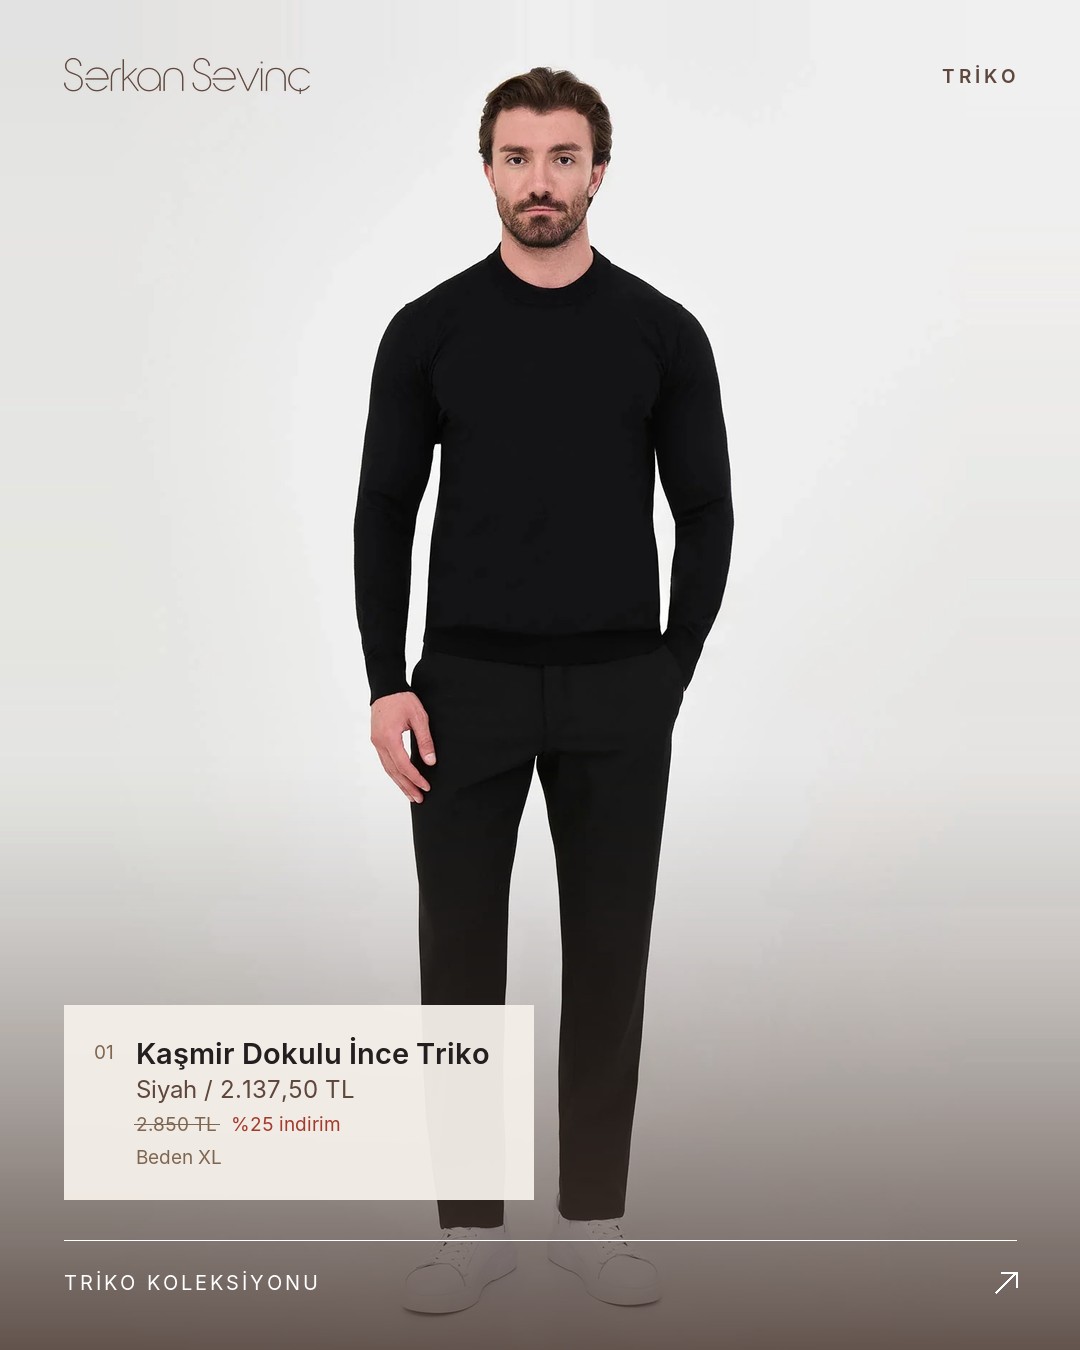 Serkan Sevinç
TRİKO
01
Kaşmir Dokulu İnce Triko
Siyah / 2.137,50 TL
2.850 TL %25 indirim
Beden XL
TRİKO KOLEKSİYONU